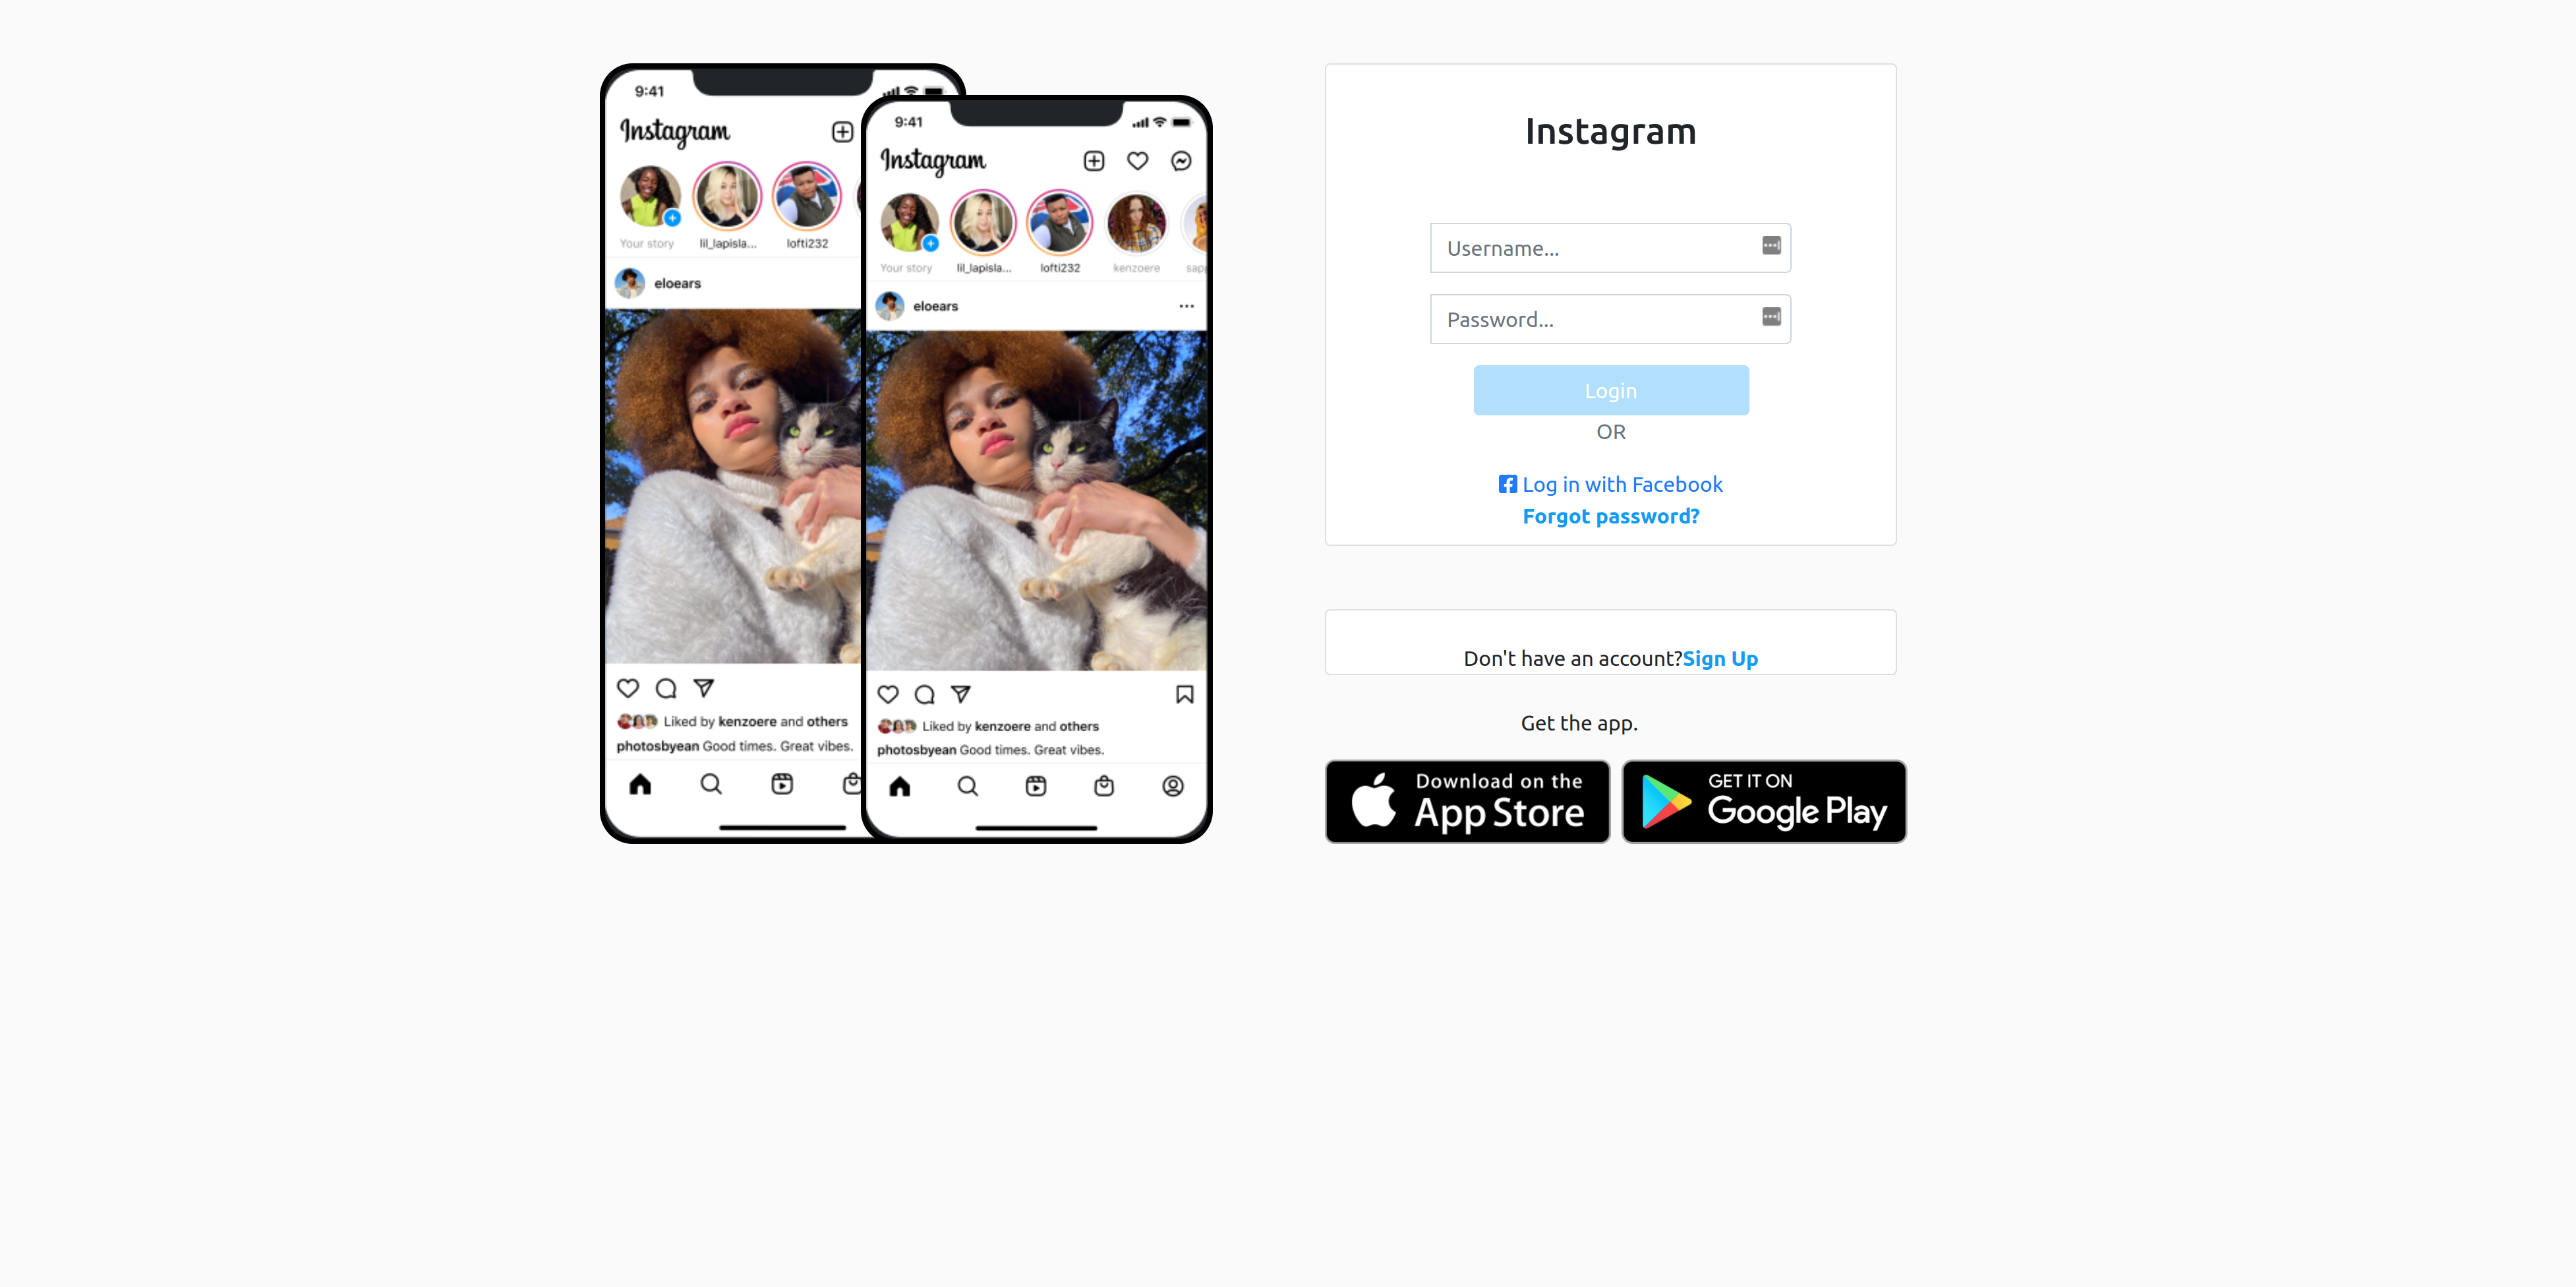 9:41
Instagram
Your story lil_lapisla... lofti232
eloears
Liked by kenzoere and others
photosbyean Good times. Great vibes.
9:41
Instagram
Your story lil_lapisla... lofti232 kenzoere
eloears
Liked by kenzoere and others
photosbyean Good times. Great vibes.
Instagram
Username...
Password...
Login
OR
Log in with Facebook
Forgot password?
Don't have an account?Sign Up
Get the app.
Download on the
App Store
GET IT ON
Google Play